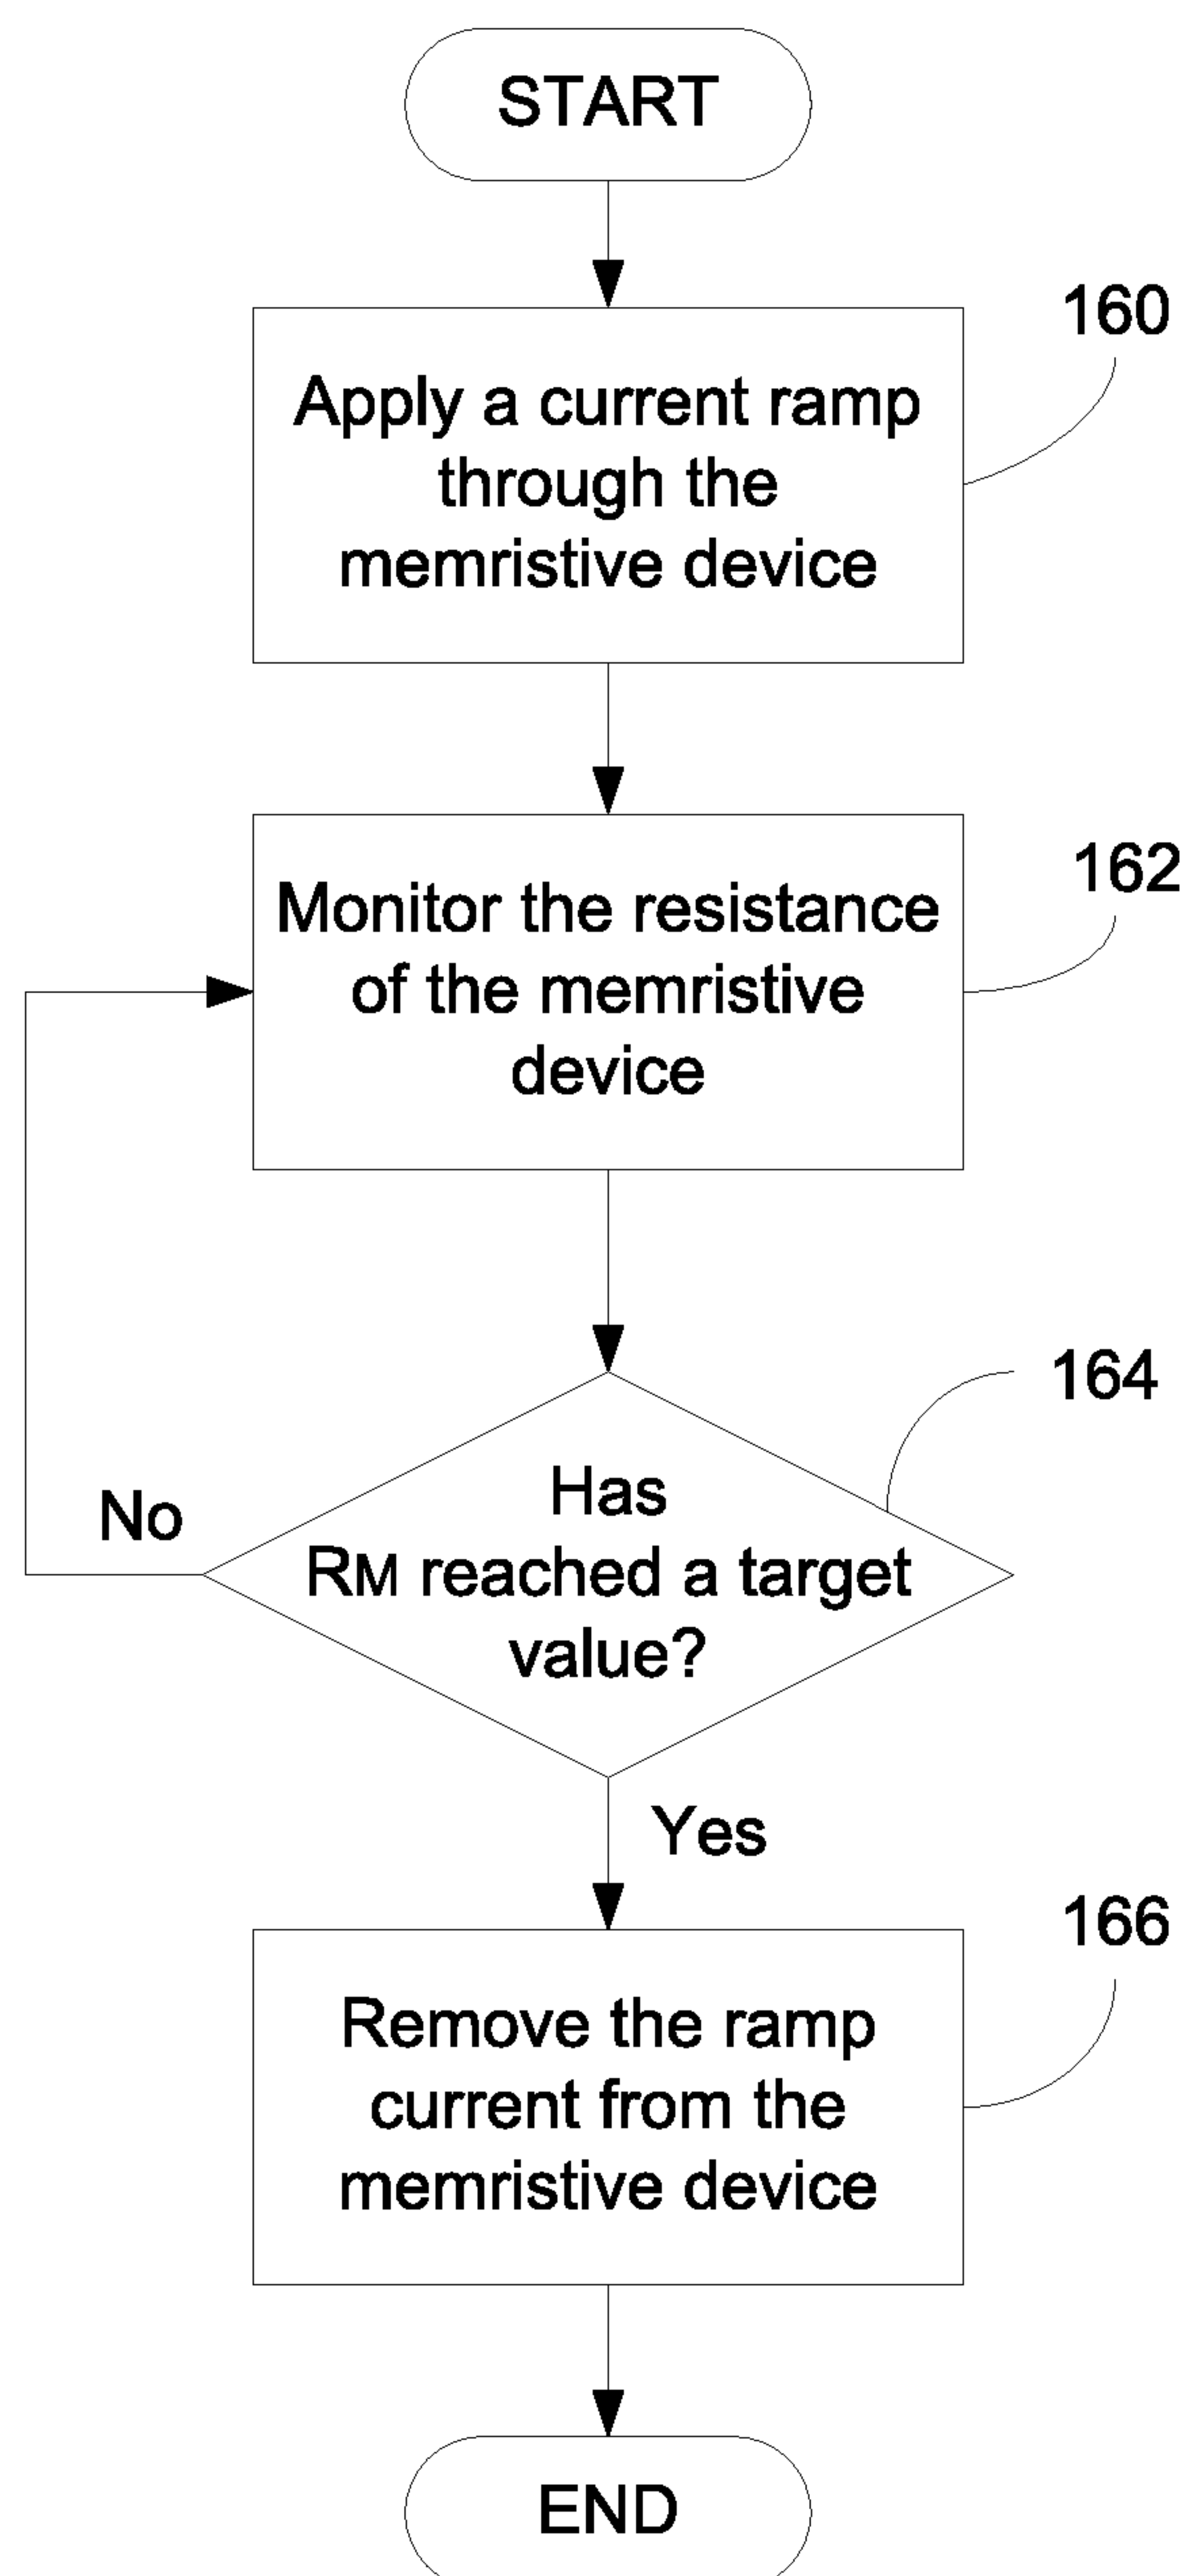 START
160
Apply a current ramp
through the
memristive device
162
Monitor the resistance
of the memristive
device
164
Has
RM reached a target
value?
No
Yes
166
Remove the ramp
current from the
memristive device
END